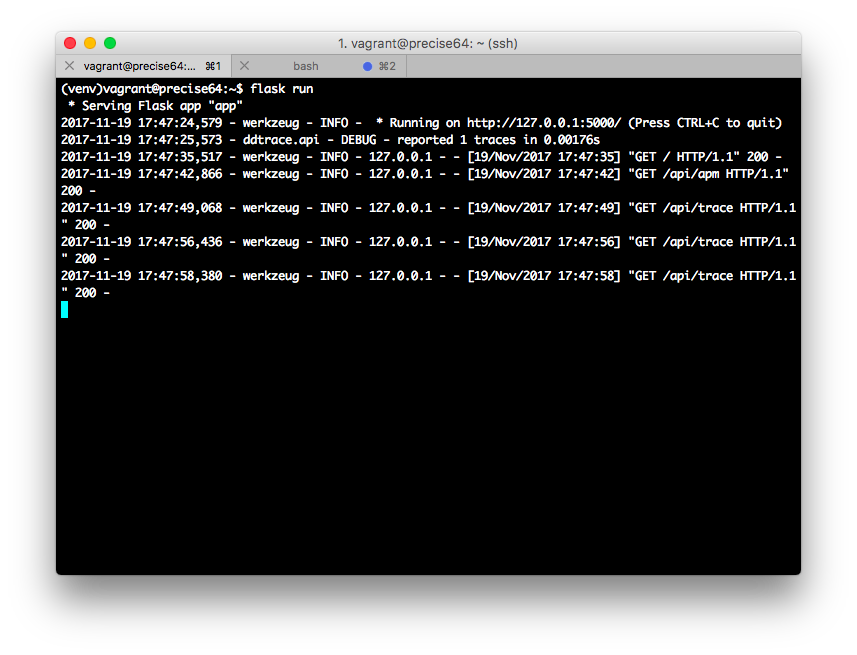 1. vagrant@precise64: ~ (ssh)
vagrant@precise64:... ⌘1 bash ⌘2
(venv)vagrant@precise64:~$ flask run
 * Serving Flask app "app"
2017-11-19 17:47:24,579 - werkzeug - INFO -  * Running on http://127.0.0.1:5000/ (Press CTRL+C to quit)
2017-11-19 17:47:25,573 - ddtrace.api - DEBUG - reported 1 traces in 0.00176s
2017-11-19 17:47:35,517 - werkzeug - INFO - 127.0.0.1 - - [19/Nov/2017 17:47:35] "GET / HTTP/1.1" 200 -
2017-11-19 17:47:42,866 - werkzeug - INFO - 127.0.0.1 - - [19/Nov/2017 17:47:42] "GET /api/apm HTTP/1.1"
200 -
2017-11-19 17:47:49,068 - werkzeug - INFO - 127.0.0.1 - - [19/Nov/2017 17:47:49] "GET /api/trace HTTP/1.1
" 200 -
2017-11-19 17:47:56,436 - werkzeug - INFO - 127.0.0.1 - - [19/Nov/2017 17:47:56] "GET /api/trace HTTP/1.1
" 200 -
2017-11-19 17:47:58,380 - werkzeug - INFO - 127.0.0.1 - - [19/Nov/2017 17:47:58] "GET /api/trace HTTP/1.1
" 200 -